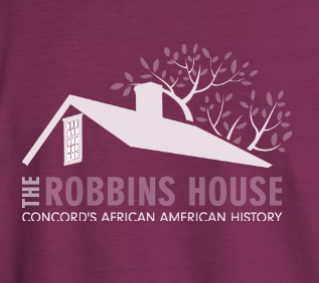 THE ROBBINS HOUSE
CONCORD'S AFRICAN AMERICAN HISTORY